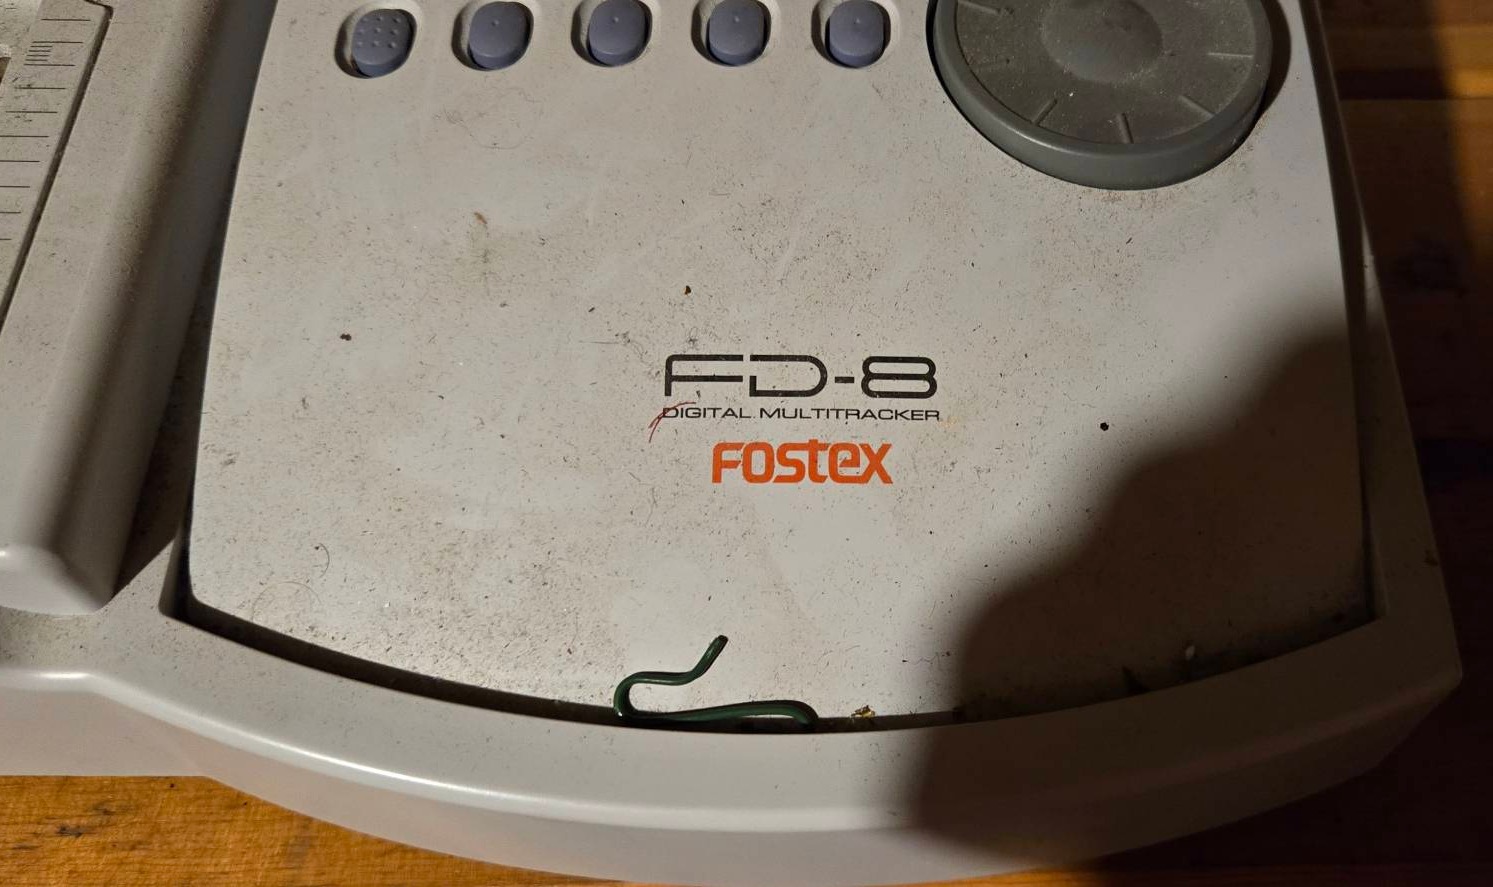 FD-8
DIGITAL MULTITRACKER
FOSTEX